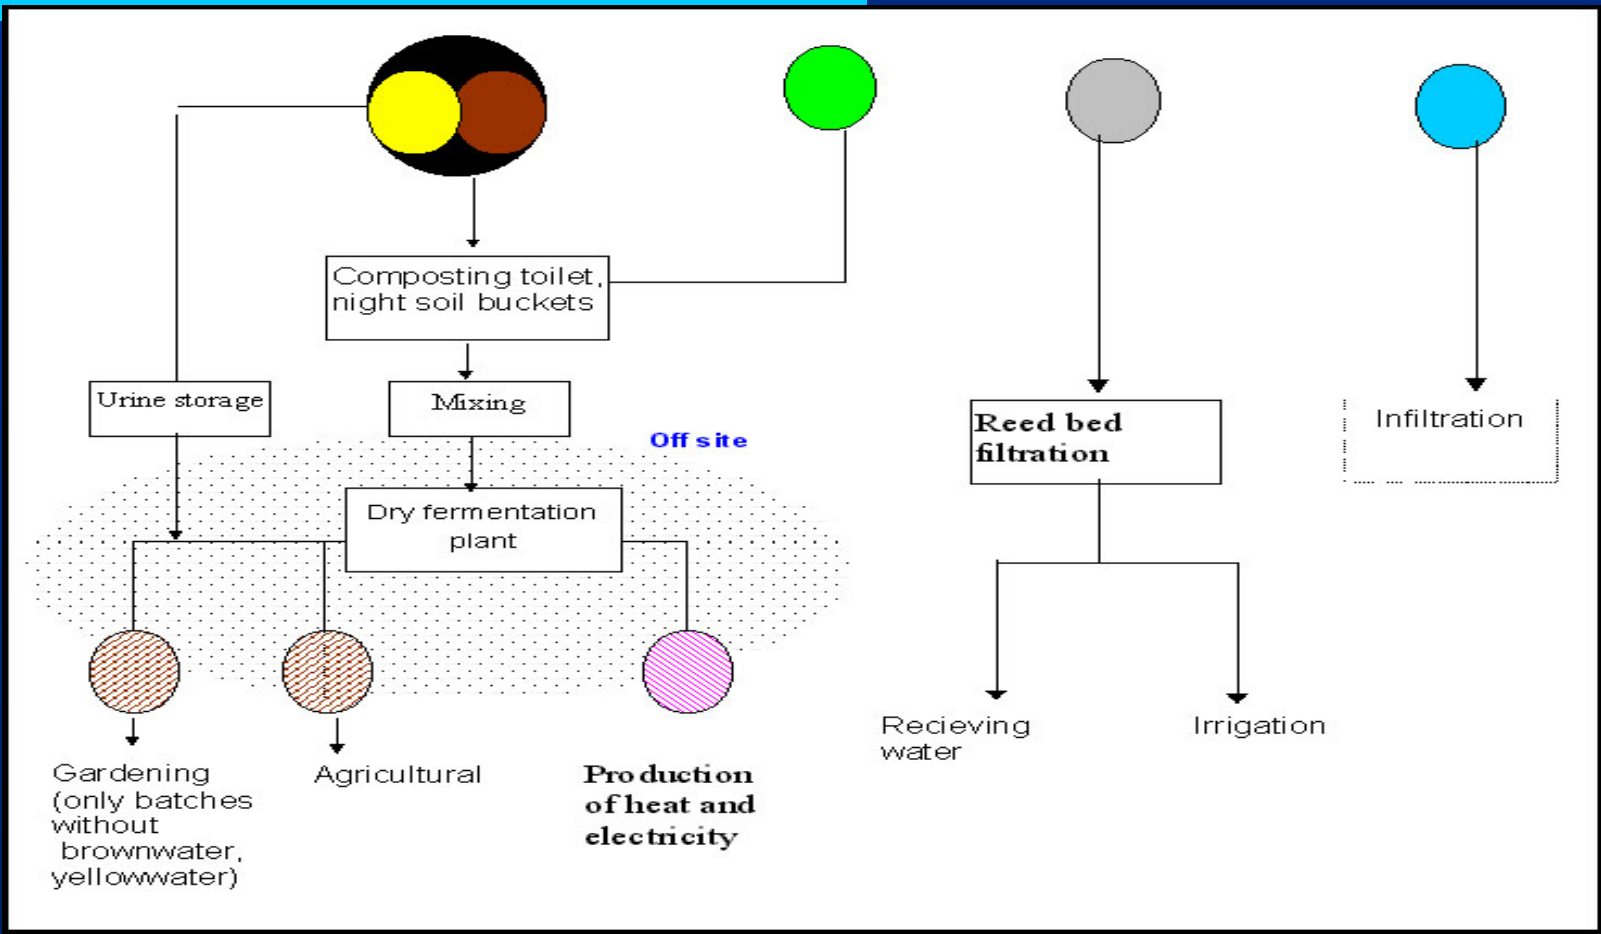 Composting toilet,
night soil buckets
Urine storage
Mixing
Off site
Dry fermentation
plant
Reed bed
filtration
Infiltration
Gardening
(only batches
without
brownwater,
yellowwater)
Agricultural
Production
of heat and
electricity
Recieving
water
Irrigation